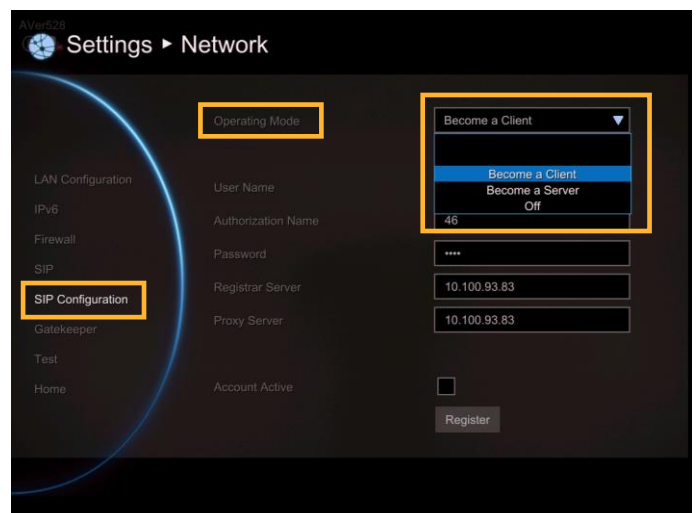 AVer528
Settings ▸ Network
Operating Mode
Become a Client
Become a Client
Become a Server
Off
LAN Configuration
IPv6
Firewall
SIP
SIP Configuration
Gatekeeper
Test
Home
User Name
Authorization Name
46
Password
••••
Registrar Server
10.100.93.83
Proxy Server
10.100.93.83
Account Active
Register